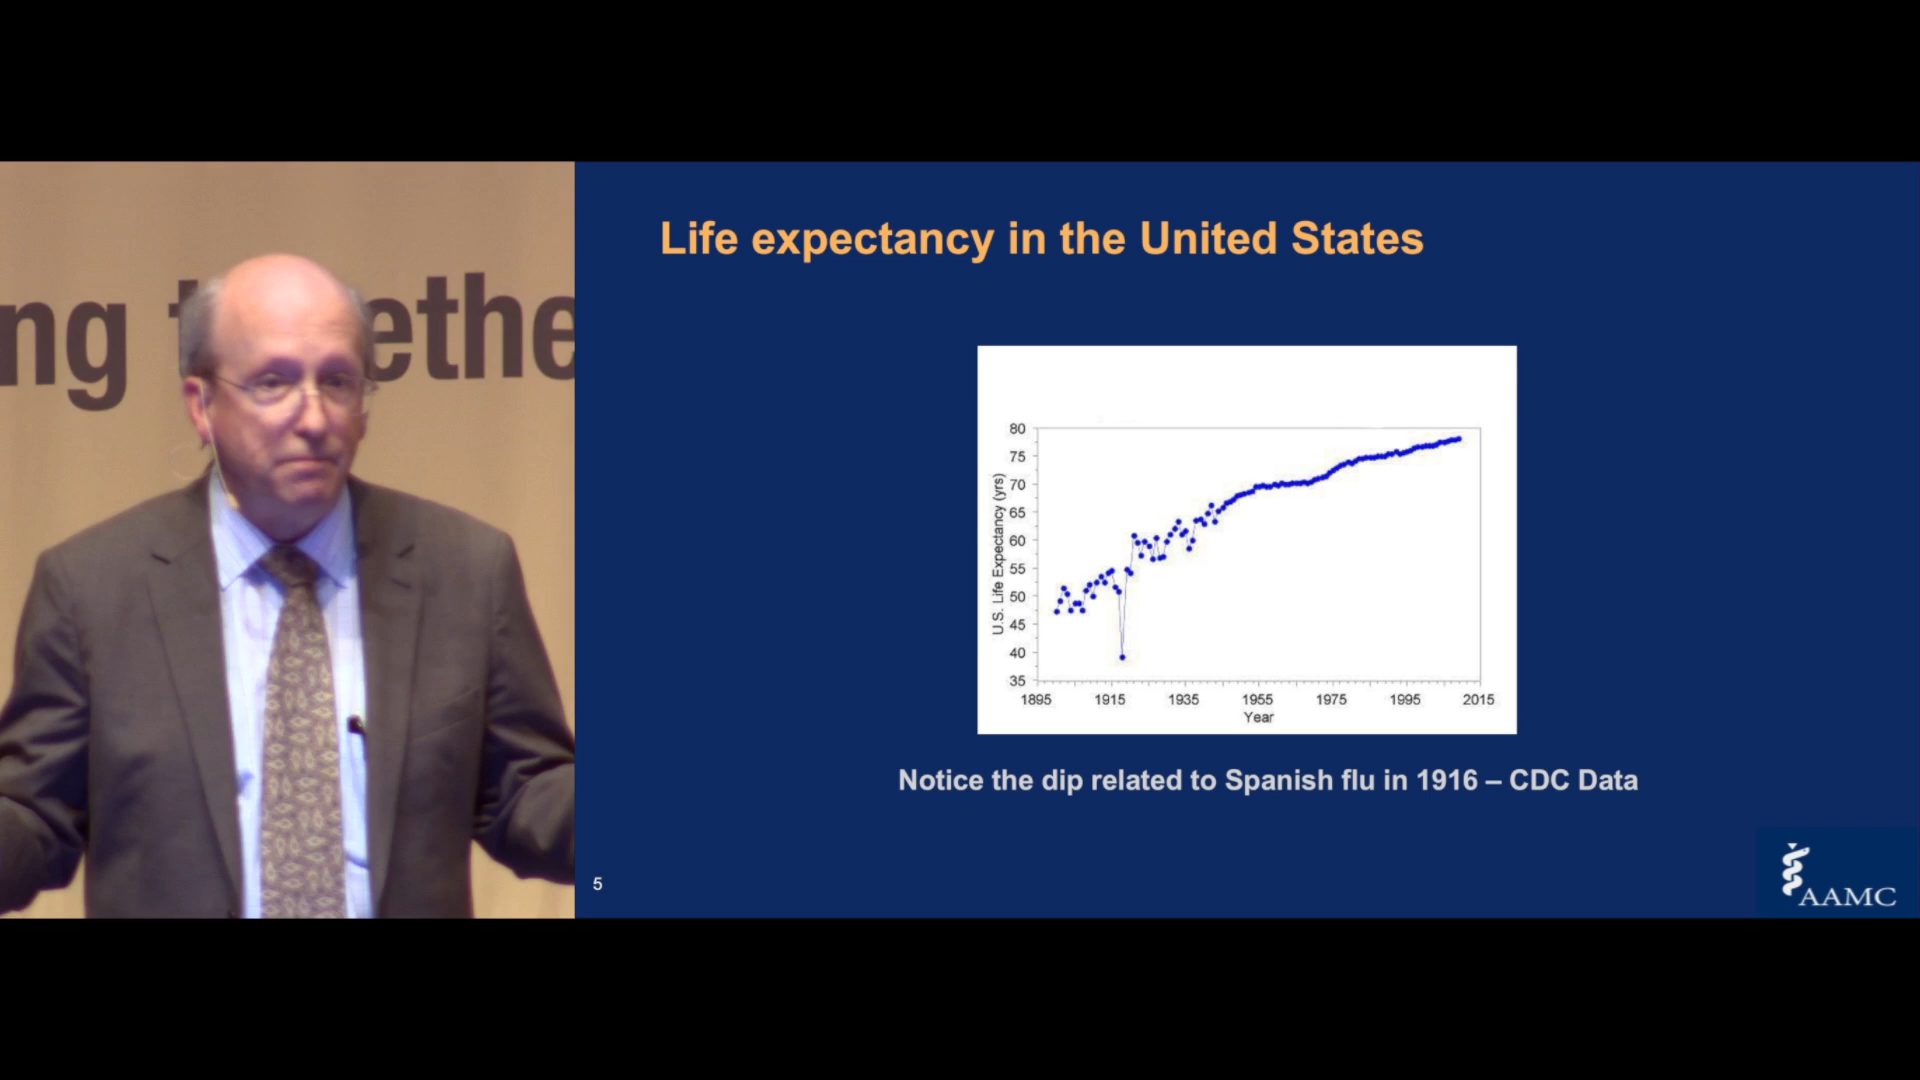 ng t ethe
Life expectancy in the United States
80
75
70
65
60
55
50
45
40
35
U.S. Life Expectancy (yrs)
1895 1915 1935 1955 1975 1995 2015
Year
Notice the dip related to Spanish flu in 1916 – CDC Data
5
AAMC